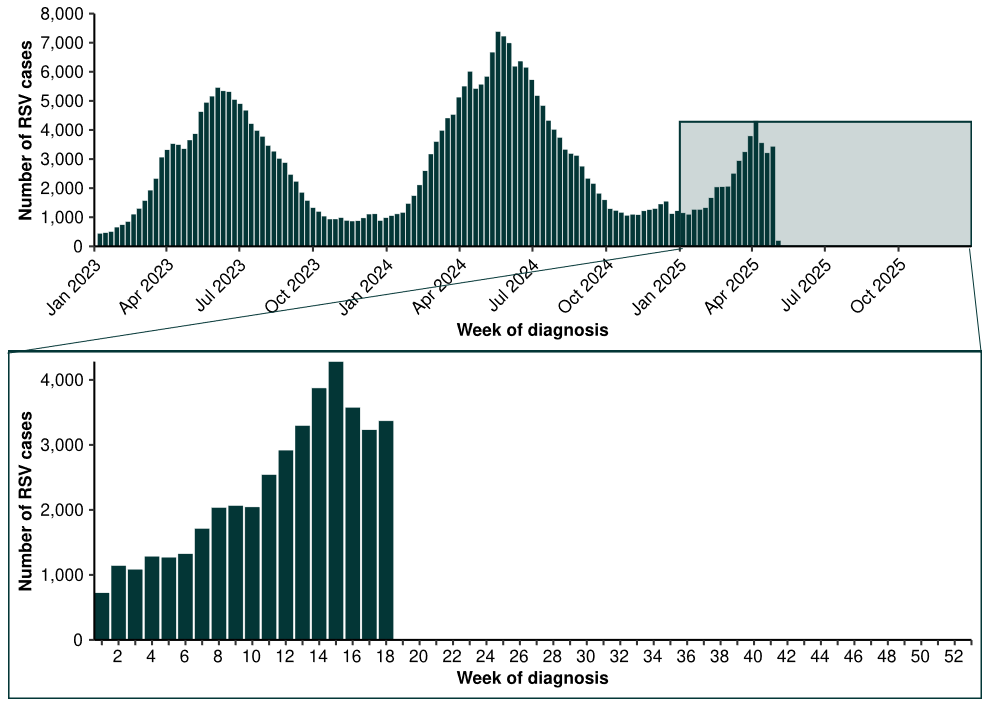 Number of RSV cases
8,000
7,000
6,000
5,000
4,000
3,000
2,000
1,000
0
Jan 2023
Apr 2023
Jul 2023
Oct 2023
Jan 2024
Apr 2024
Jul 2024
Oct 2024
Jan 2025
Apr 2025
Jul 2025
Oct 2025
Week of diagnosis
Number of RSV cases
4,000
3,000
2,000
1,000
0
2 4 6 8 10 12 14 16 18 20 22 24 26 28 30 32 34 36 38 40 42 44 46 48 50 52
Week of diagnosis